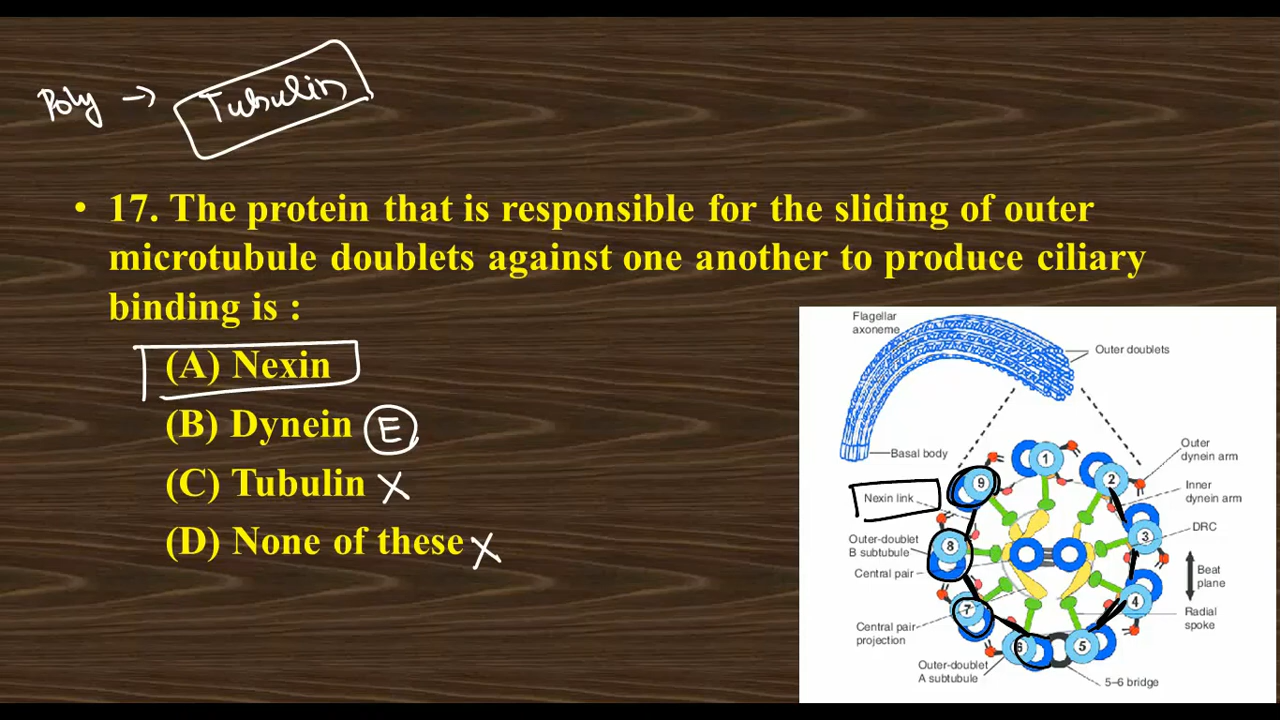 Poly → Tubulin
• 17. The protein that is responsible for the sliding of outer
microtubule doublets against one another to produce ciliary
binding is :
(A) Nexin
(B) Dynein E
(C) Tubulin X
(D) None of these X
Flagellar
axoneme
Outer doublets
Basal body
Outer
dynein arm
Inner
dynein arm
DRC
Beat
plane
Radial
spoke
5–6 bridge
Nexin link
Outer-doublet
B subtubule
Central pair
Central pair
projection
Outer-doublet
A subtubule
1
2
3
4
5
6
7
8
9